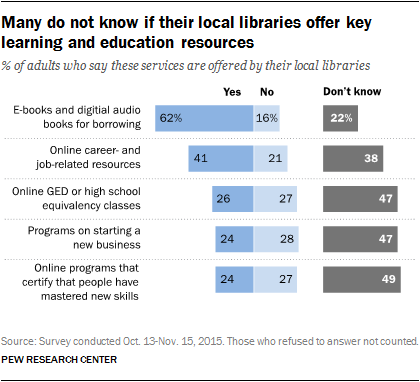 Many do not know if their local libraries offer key
learning and education resources
% of adults who say these services are offered by their local libraries
Yes No Don't know
E-books and digitial audio
books for borrowing
62% 16% 22%
Online career- and
job-related resources
41 21 38
Online GED or high school
equivalency classes
26 27 47
Programs on starting a
new business
24 28 47
Online programs that
certify that people have
mastered new skills
24 27 49
Source: Survey conducted Oct. 13-Nov. 15, 2015. Those who refused to answer not counted.
PEW RESEARCH CENTER